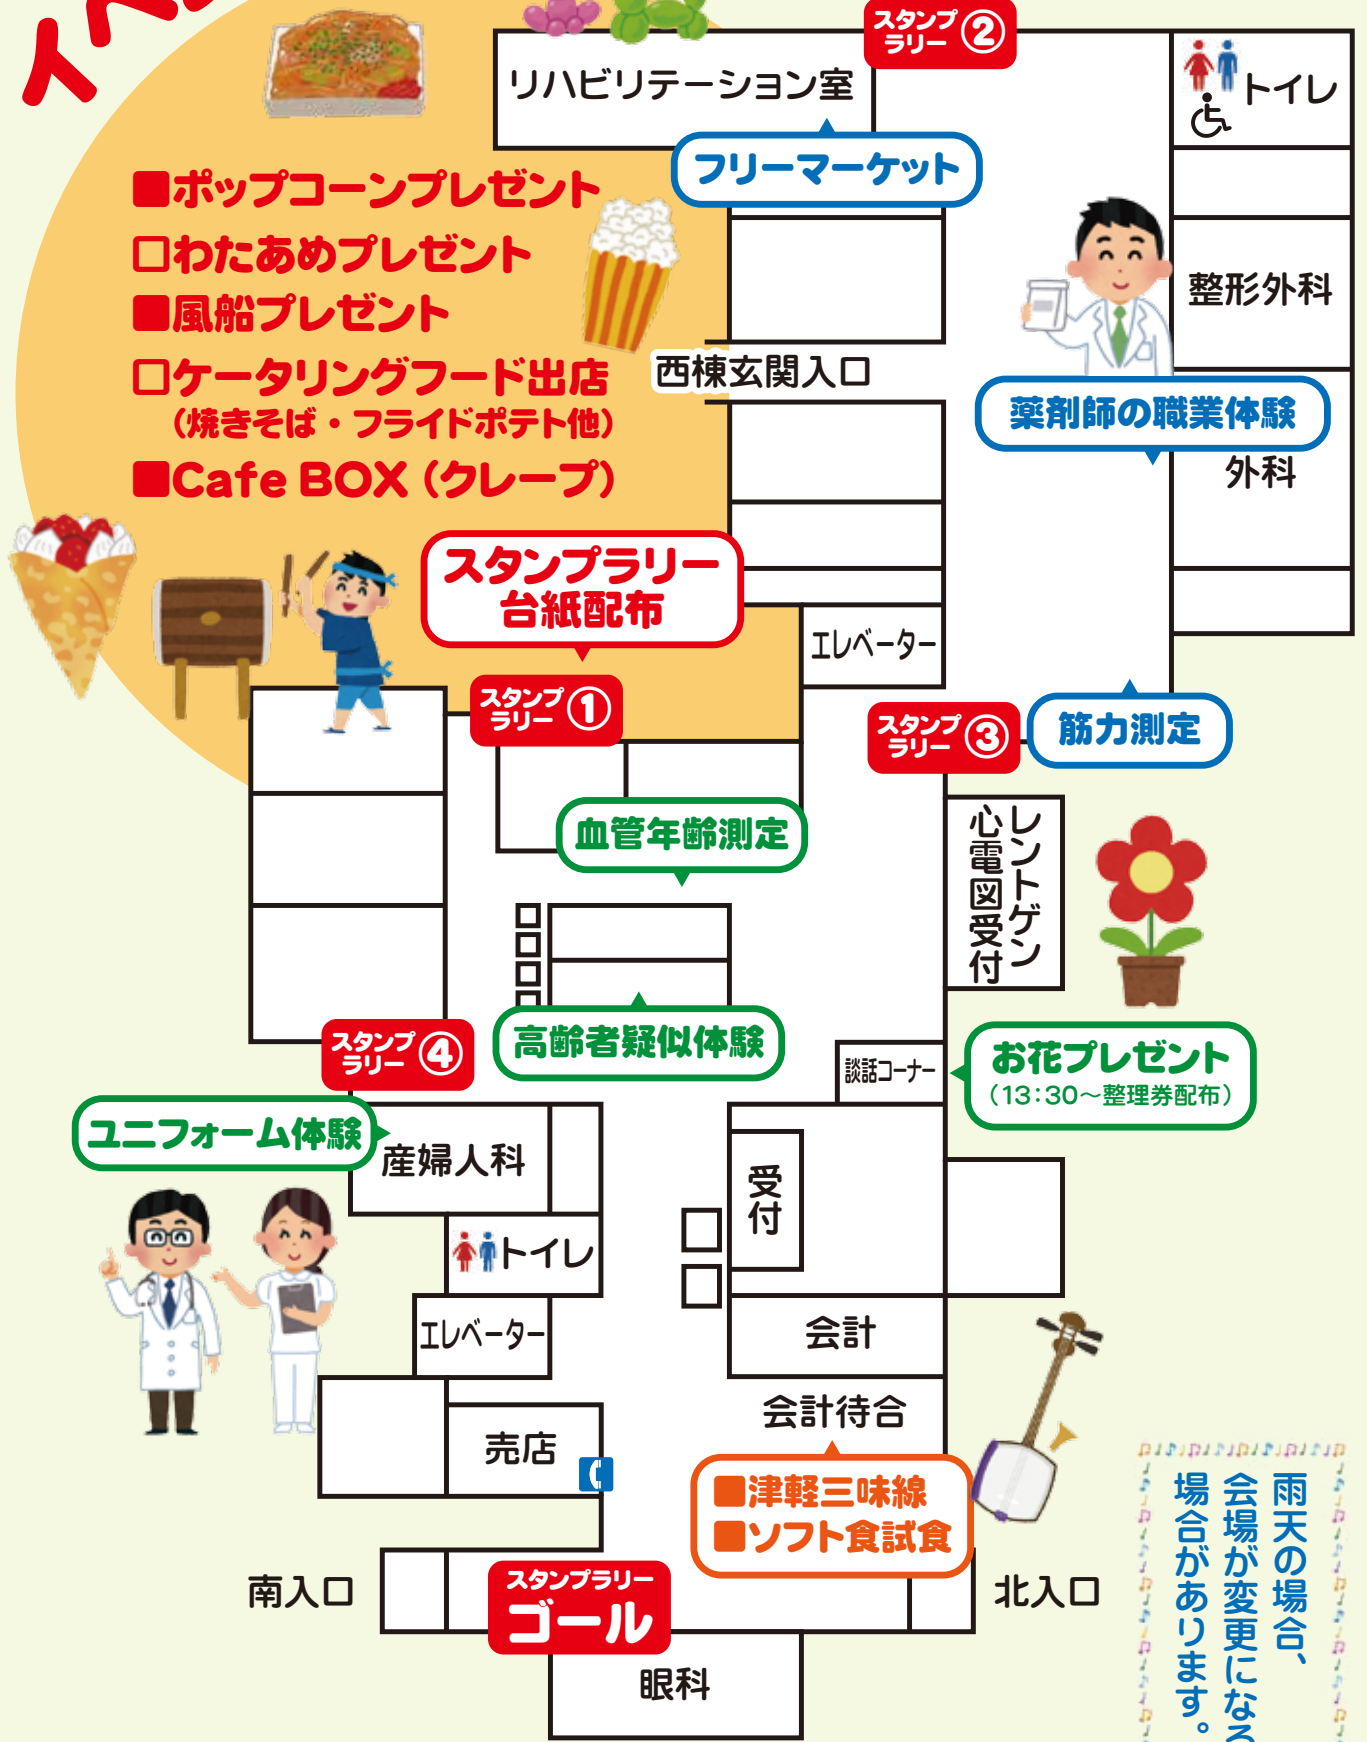 イベ
スタンプ
ラリー②
リハビリテーション室
トイレ
フリーマーケット
■ポップコーンプレゼント
□わたあめプレゼント
■風船プレゼント
□ケータリングフード出店
（焼きそば・フライドポテト他）
■Cafe BOX（クレープ）
整形外科
西棟玄関入口
薬剤師の職業体験
外科
スタンプラリー
台紙配布
エレベーター
スタンプ
ラリー①
スタンプ
ラリー③
筋力測定
血管年齢測定
レントゲン
心電図受付
スタンプ
ラリー④
高齢者疑似体験
談話コーナー
お花プレゼント
（13：30～整理券配布）
ユニフォーム体験
産婦人科
受付
トイレ
エレベーター
会計
会計待合
売店
■津軽三味線
■ソフト食試食
雨天の場合、
会場が変更になる
場合があります。
南入口
スタンプラリー
ゴール
北入口
眼科